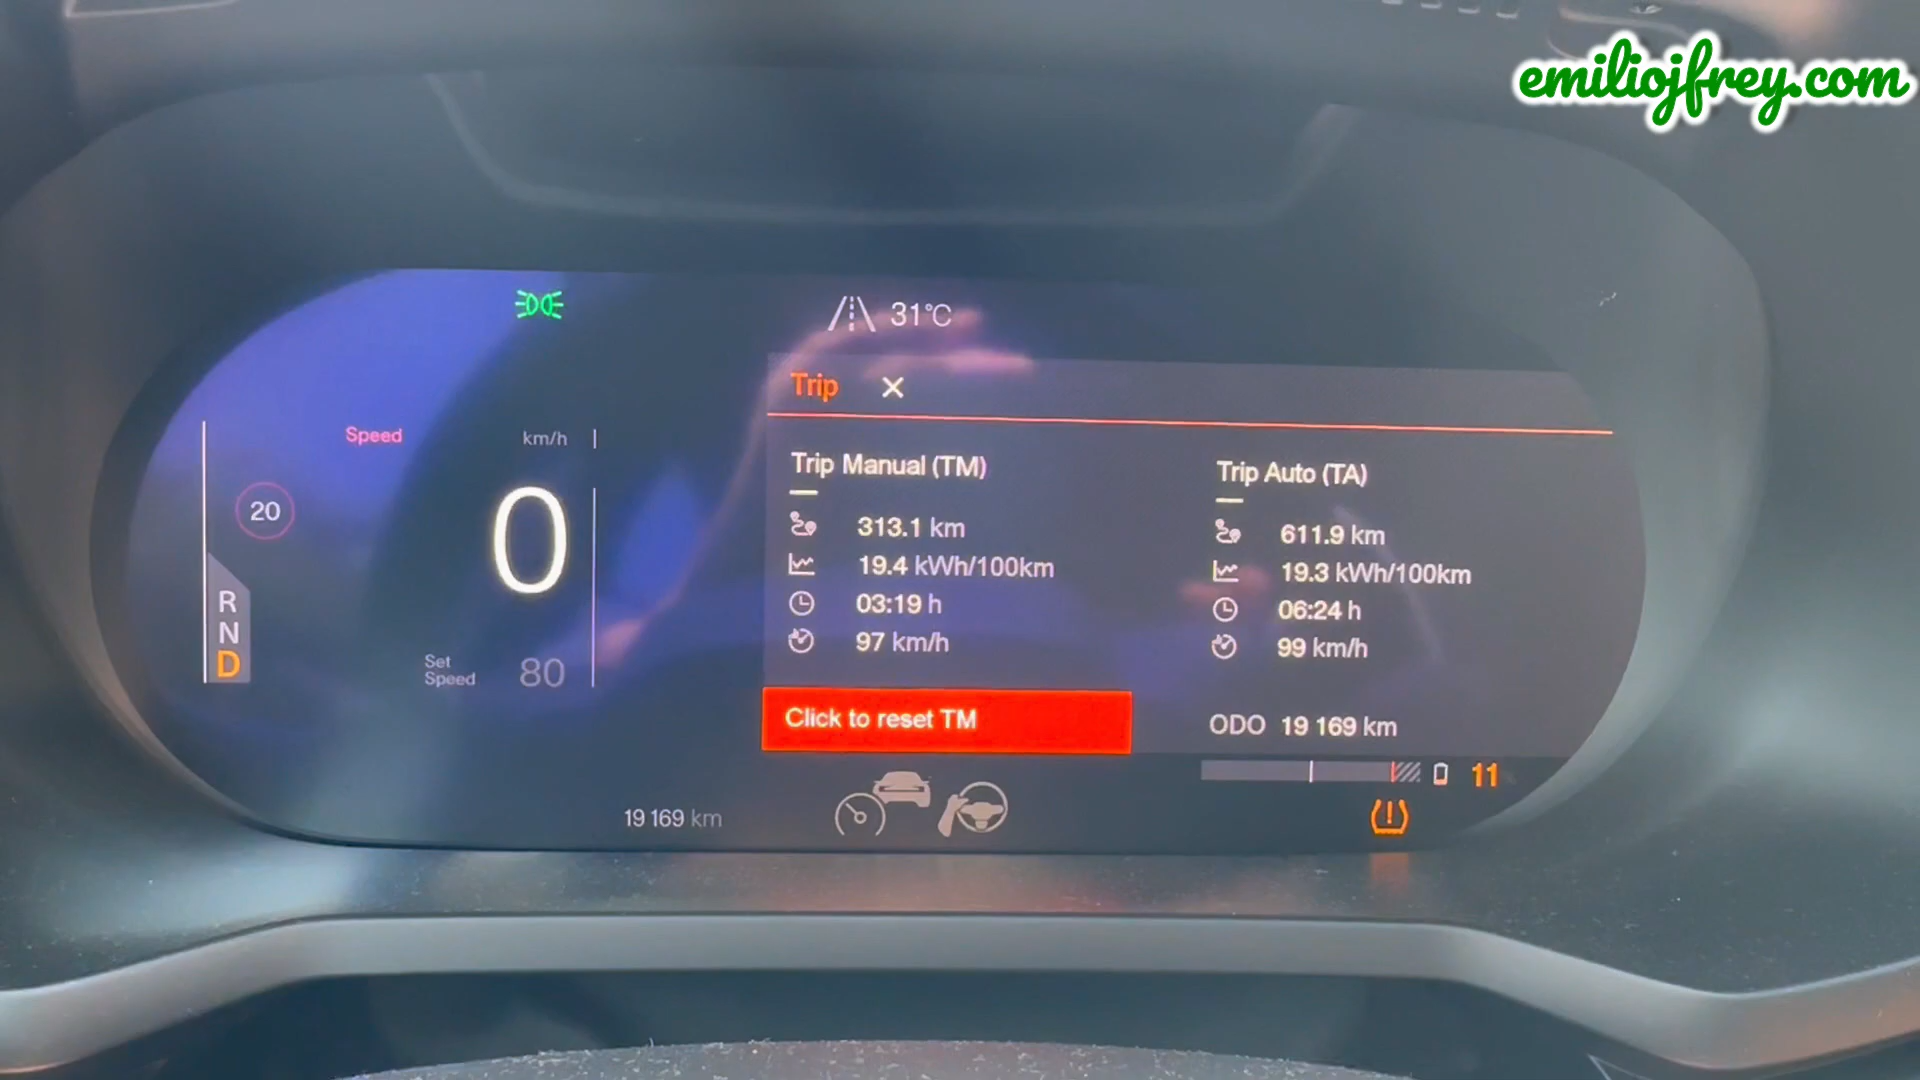 emiliojfrey.com
31°C
Trip
Speed
km/h
20
0
R
N
D
Set
Speed
80
Trip Manual (TM)
313.1 km
19.4 kWh/100km
03:19 h
97 km/h
Click to reset TM
Trip Auto (TA)
611.9 km
19.3 kWh/100km
06:24 h
99 km/h
ODO 19 169 km
11
19 169 km